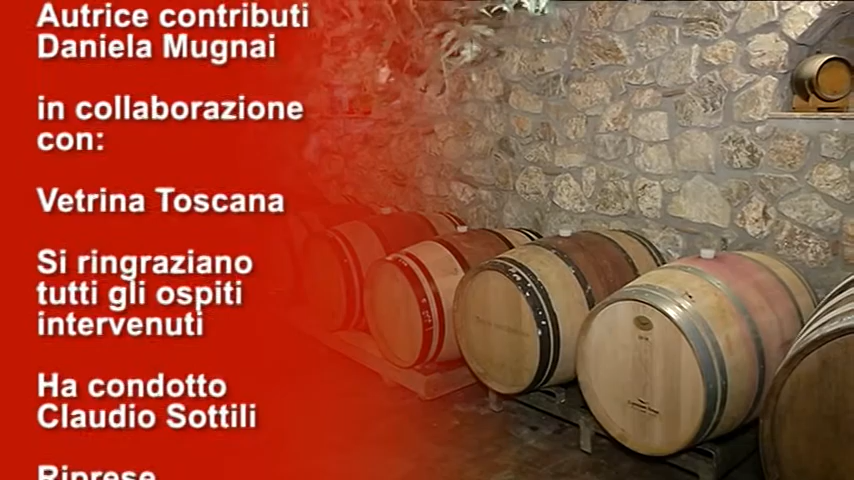 Autrice contributi
Daniela Mugnai
in collaborazione
con:
Vetrina Toscana
Si ringraziano
tutti gli ospiti
intervenuti
Ha condotto
Claudio Sottili
Riprese